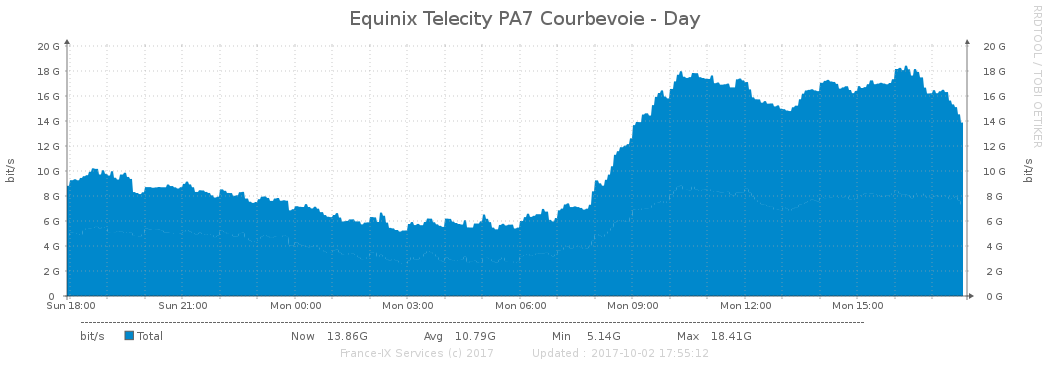 Equinix Telecity PA7 Courbevoie - Day
RRDTOOL / TOBI OETIKER
bit/s
20 G
18 G
16 G
14 G
12 G
10 G
8 G
6 G
4 G
2 G
0
20 G
18 G
16 G
14 G
12 G
10 G
8 G
6 G
4 G
2 G
0 G
bit/s
Sun 18:00 Sun 21:00 Mon 00:00 Mon 03:00 Mon 06:00 Mon 09:00 Mon 12:00 Mon 15:00
bit/s Total Now 13.86G Avg 10.79G Min 5.14G Max 18.41G
France-IX Services (c) 2017 Updated : 2017-10-02 17:55:12